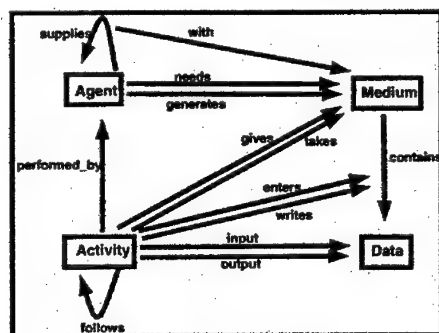 supplies
with
Agent
needs
generates
Medium
performed_by
gives
takes
contains
enters
writes
Activity
input
output
Data
follows